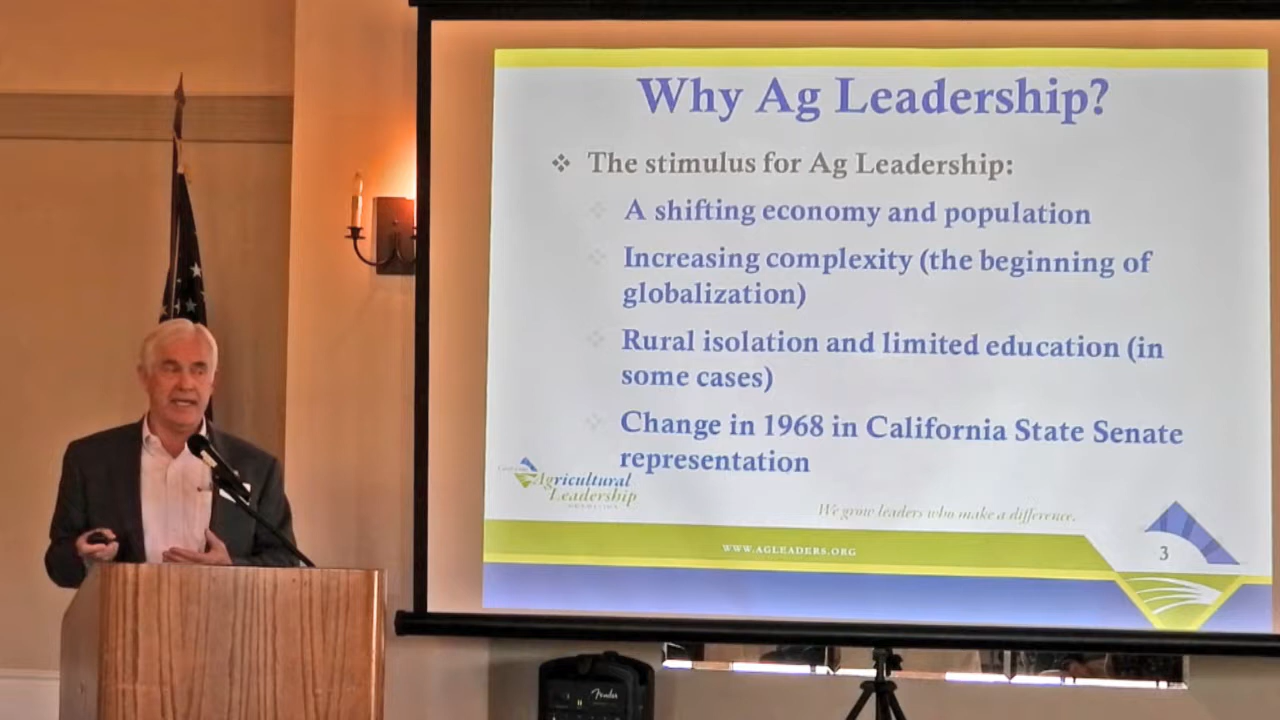 Why Ag Leadership?
The stimulus for Ag Leadership:
A shifting economy and population
Increasing complexity (the beginning of
globalization)
Rural isolation and limited education (in
some cases)
Change in 1968 in California State Senate
representation
Agricultural
Leadership
We grow leaders who make a difference.
WWW.AGLEADERS.ORG
3
Fender